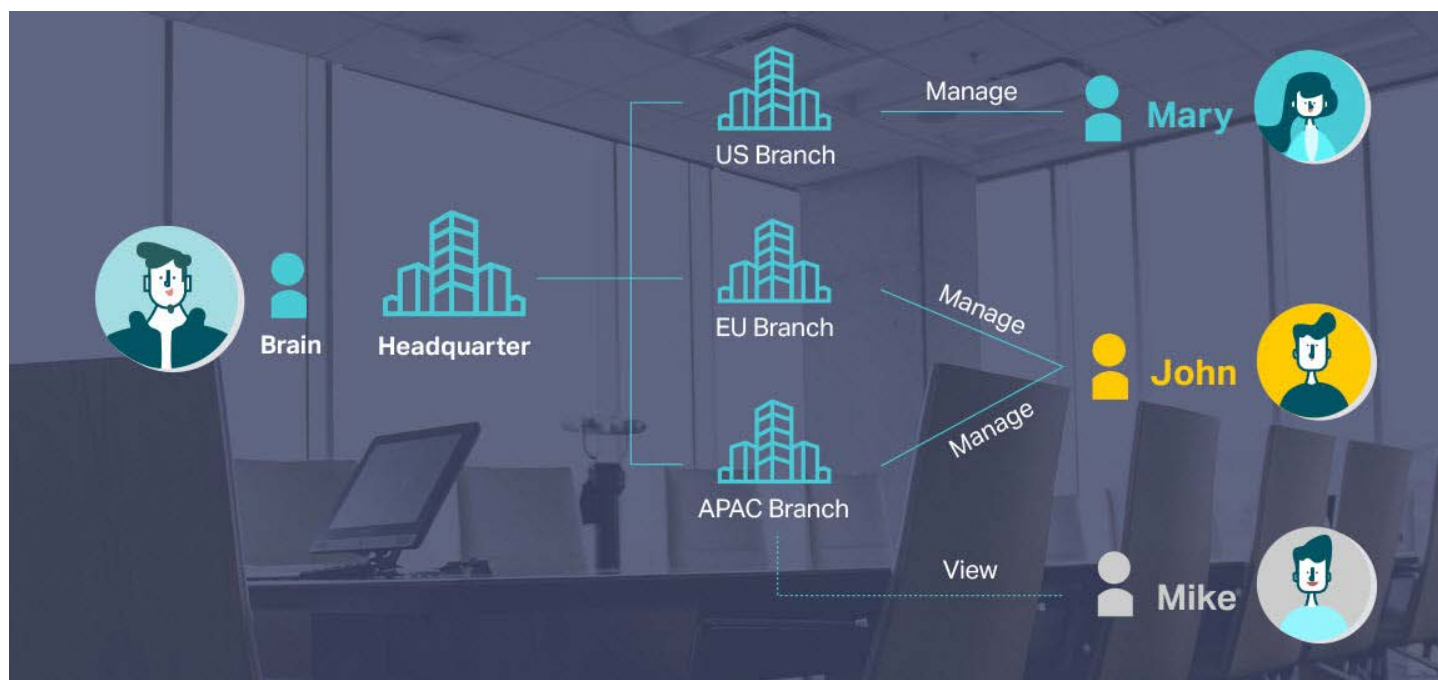 Manage
Mary
US Branch
Brain
Headquarter
EU Branch
Manage
John
Manage
APAC Branch
View
Mike